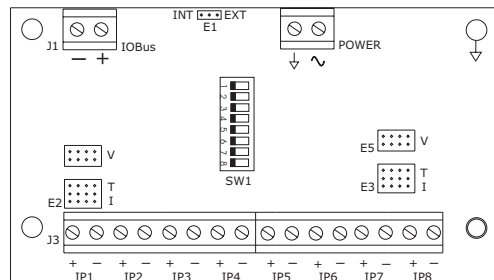 INT EXT
E1
J1 IOBus
− +
POWER
1
2
3
4
5
6
7
8
SW1
V
E5 V
E2 T
I
E3 T
I
J3
+ − + − + − + − + − + − + − + −
IP1 IP2 IP3 IP4 IP5 IP6 IP7 IP8